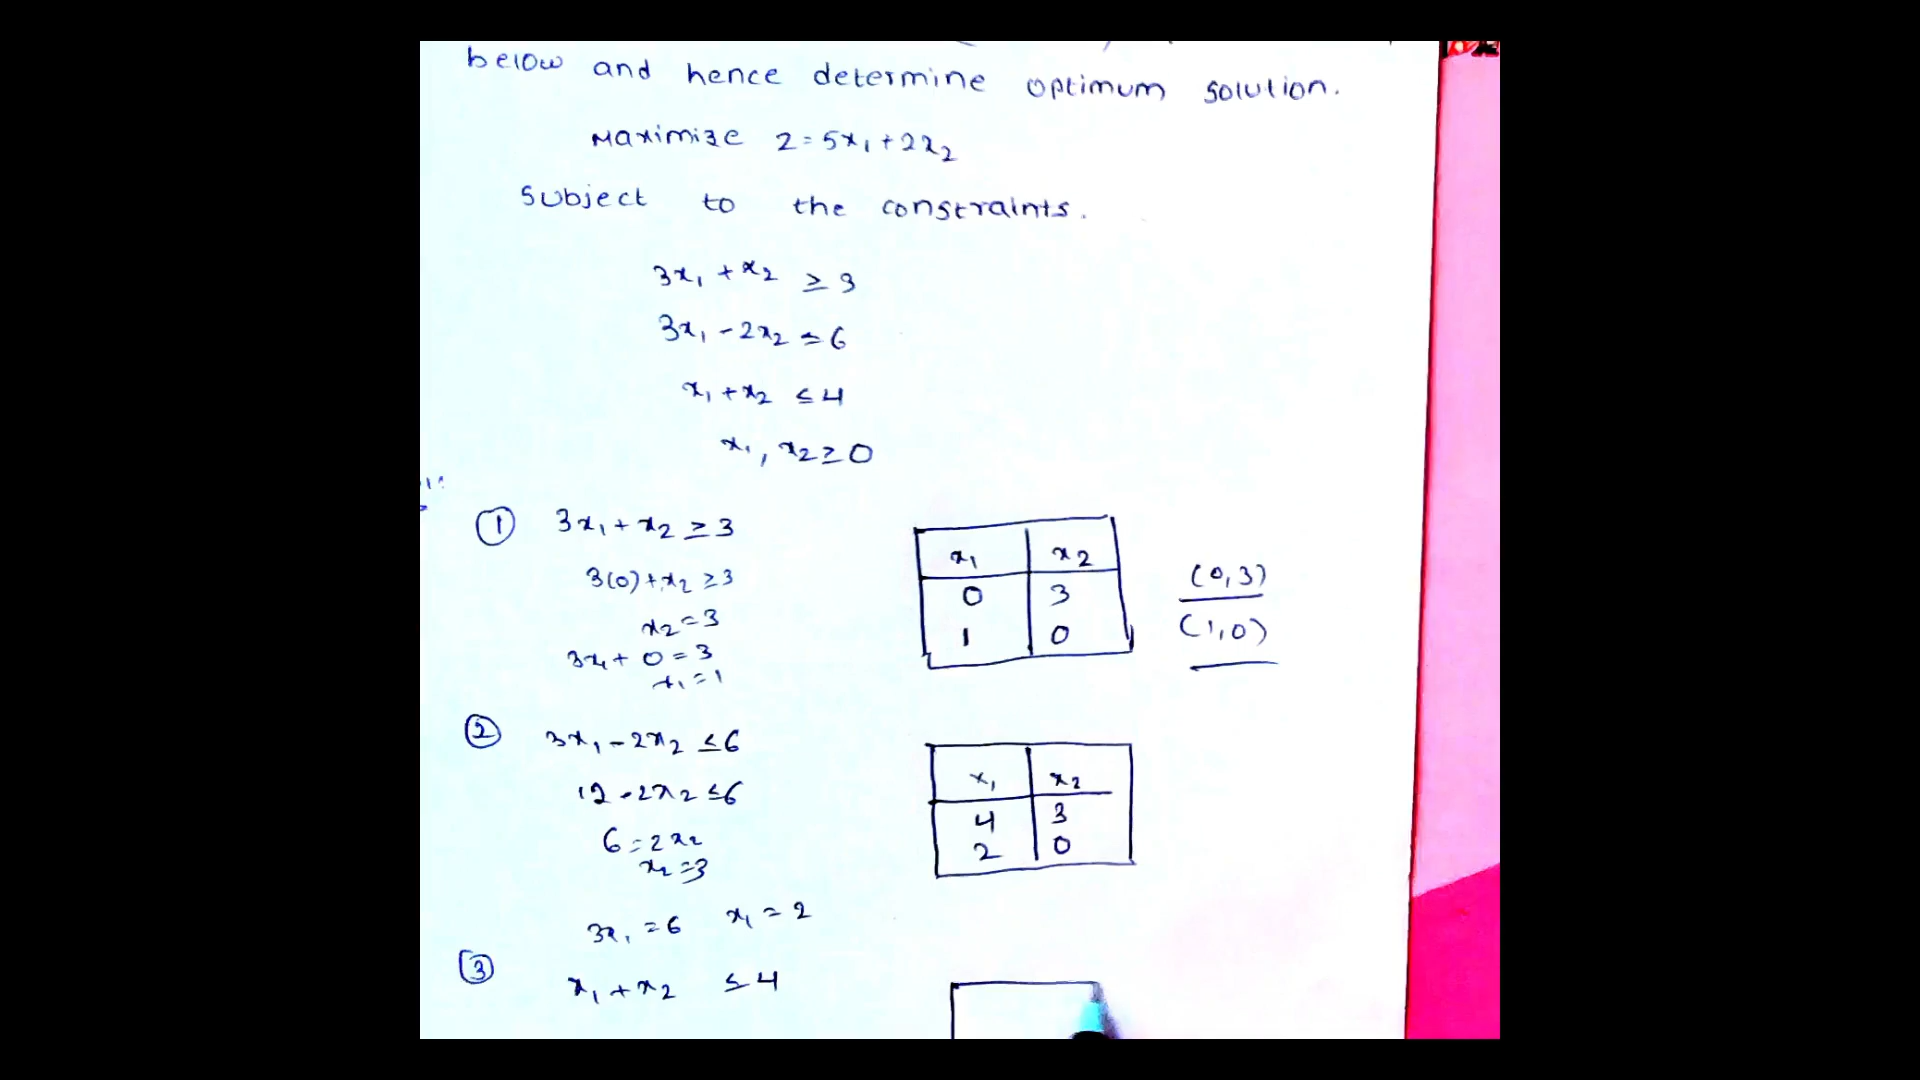 below and hence determine optimum solution.
Maximize Z = 5x₁ + 2x₂
Subject to the constraints.
3x₁ + x₂ ≥ 3
3x₁ - 2x₂ ≤ 6
x₁ + x₂ ≤ 4
x₁, x₂ ≥ 0
① 3x₁ + x₂ ≥ 3
3(0) + x₂ ≥ 3
x₂ = 3
3x₁ + 0 = 3
x₁ = 1
x₁ x₂
0 3
1 0
(0,3)
(1,0)
② 3x₁ - 2x₂ ≤ 6
12 - 2x₂ ≤ 6
6 = 2x₂
x₂ = 3
3x₁ = 6 x₁ = 2
x₁ x₂
4 3
2 0
③ x₁ + x₂ ≤ 4